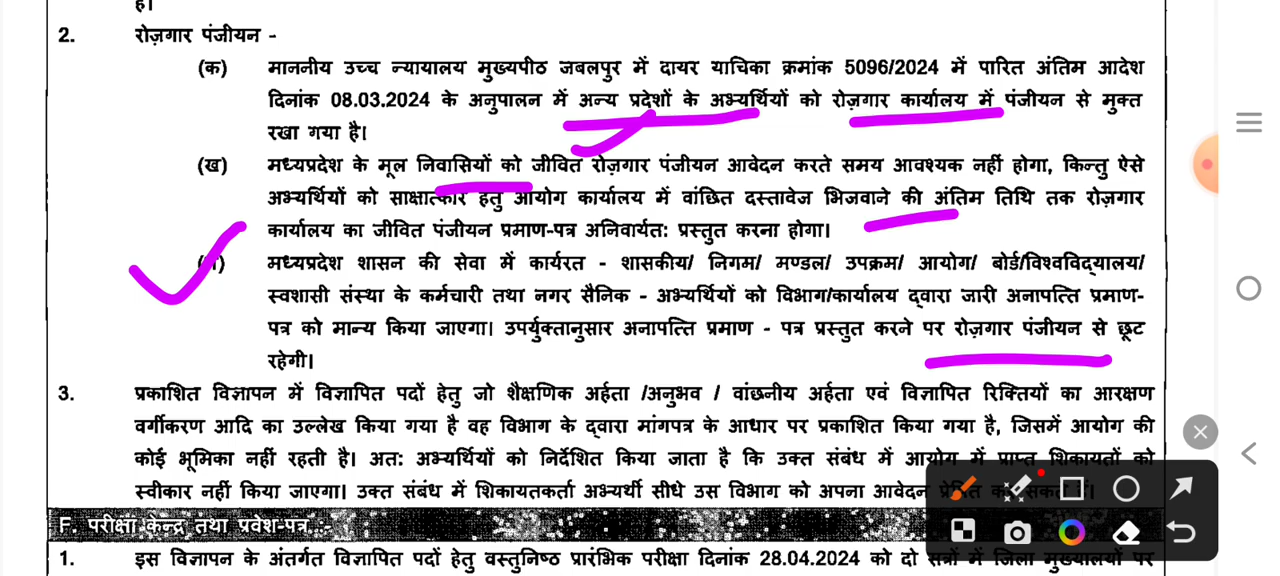 है।
2. रोज़गार पंजीयन -
(क) माननीय उच्च न्यायालय मुख्यपीठ जबलपुर में दायर याचिका क्रमांक 5096/2024 में पारित अंतिम आदेश
दिनांक 08.03.2024 के अनुपालन में अन्य प्रदेशों के अभ्यर्थियों को रोज़गार कार्यालय में पंजीयन से मुक्त
रखा गया है।
(ख) मध्यप्रदेश के मूल निवासियों को जीवित रोज़गार पंजीयन आवेदन करते समय आवश्यक नहीं होगा, किन्तु ऐसे
अभ्यर्थियों को साक्षात्कार हेतु आयोग कार्यालय में वांछित दस्तावेज भिजवाने की अंतिम तिथि तक रोज़गार
कार्यालय का जीवित पंजीयन प्रमाण-पत्र अनिवार्यत: प्रस्तुत करना होगा।
मध्यप्रदेश शासन की सेवा में कार्यरत - शासकीय/ निगम/ मण्डल/ उपक्रम/ आयोग/ बोर्ड/विश्वविद्यालय/
स्वशासी संस्था के कर्मचारी तथा नगर सैनिक - अभ्यर्थियों को विभाग/कार्यालय द्वारा जारी अनापत्ति प्रमाण-
पत्र को मान्य किया जाएगा। उपर्युक्तानुसार अनापत्ति प्रमाण - पत्र प्रस्तुत करने पर रोज़गार पंजीयन से छूट
रहेगी।
3. प्रकाशित विज्ञापन में विज्ञापित पदों हेतु जो शैक्षणिक अर्हता /अनुभव / वांछनीय अर्हता एवं विज्ञापित रिक्तियों का आरक्षण
वर्गीकरण आदि का उल्लेख किया गया है वह विभाग के द्वारा मांगपत्र के आधार पर प्रकाशित किया गया है, जिसमें आयोग की
कोई भूमिका नहीं रहती है। अत: अभ्यर्थियों को निर्देशित किया जाता है कि उक्त संबंध में आयोग में प्राप्त शिकायतों को
स्वीकार नहीं किया जाएगा। उक्त संबंध में शिकायतकर्ता अभ्यर्थी सीधे उस विभाग को अपना आवेदन
F. परीक्षा केन्द्र तथा प्रवेश-पत्र :-
1. इस विज्ञापन के अंतर्गत विज्ञापित पदों हेतु वस्तुनिष्ठ प्रारंभिक परीक्षा दिनांक 28.04.2024 को दो सत्रों में जिला मुख्यालयों पर